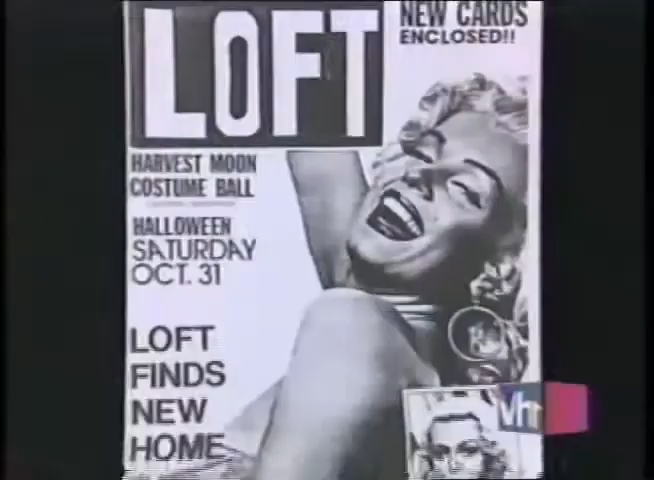 LOFT
NEW CARDS
ENCLOSED!!
HARVEST MOON
COSTUME BALL
HALLOWEEN
SATURDAY
OCT. 31
LOFT
FINDS
NEW
HOME
Vh1